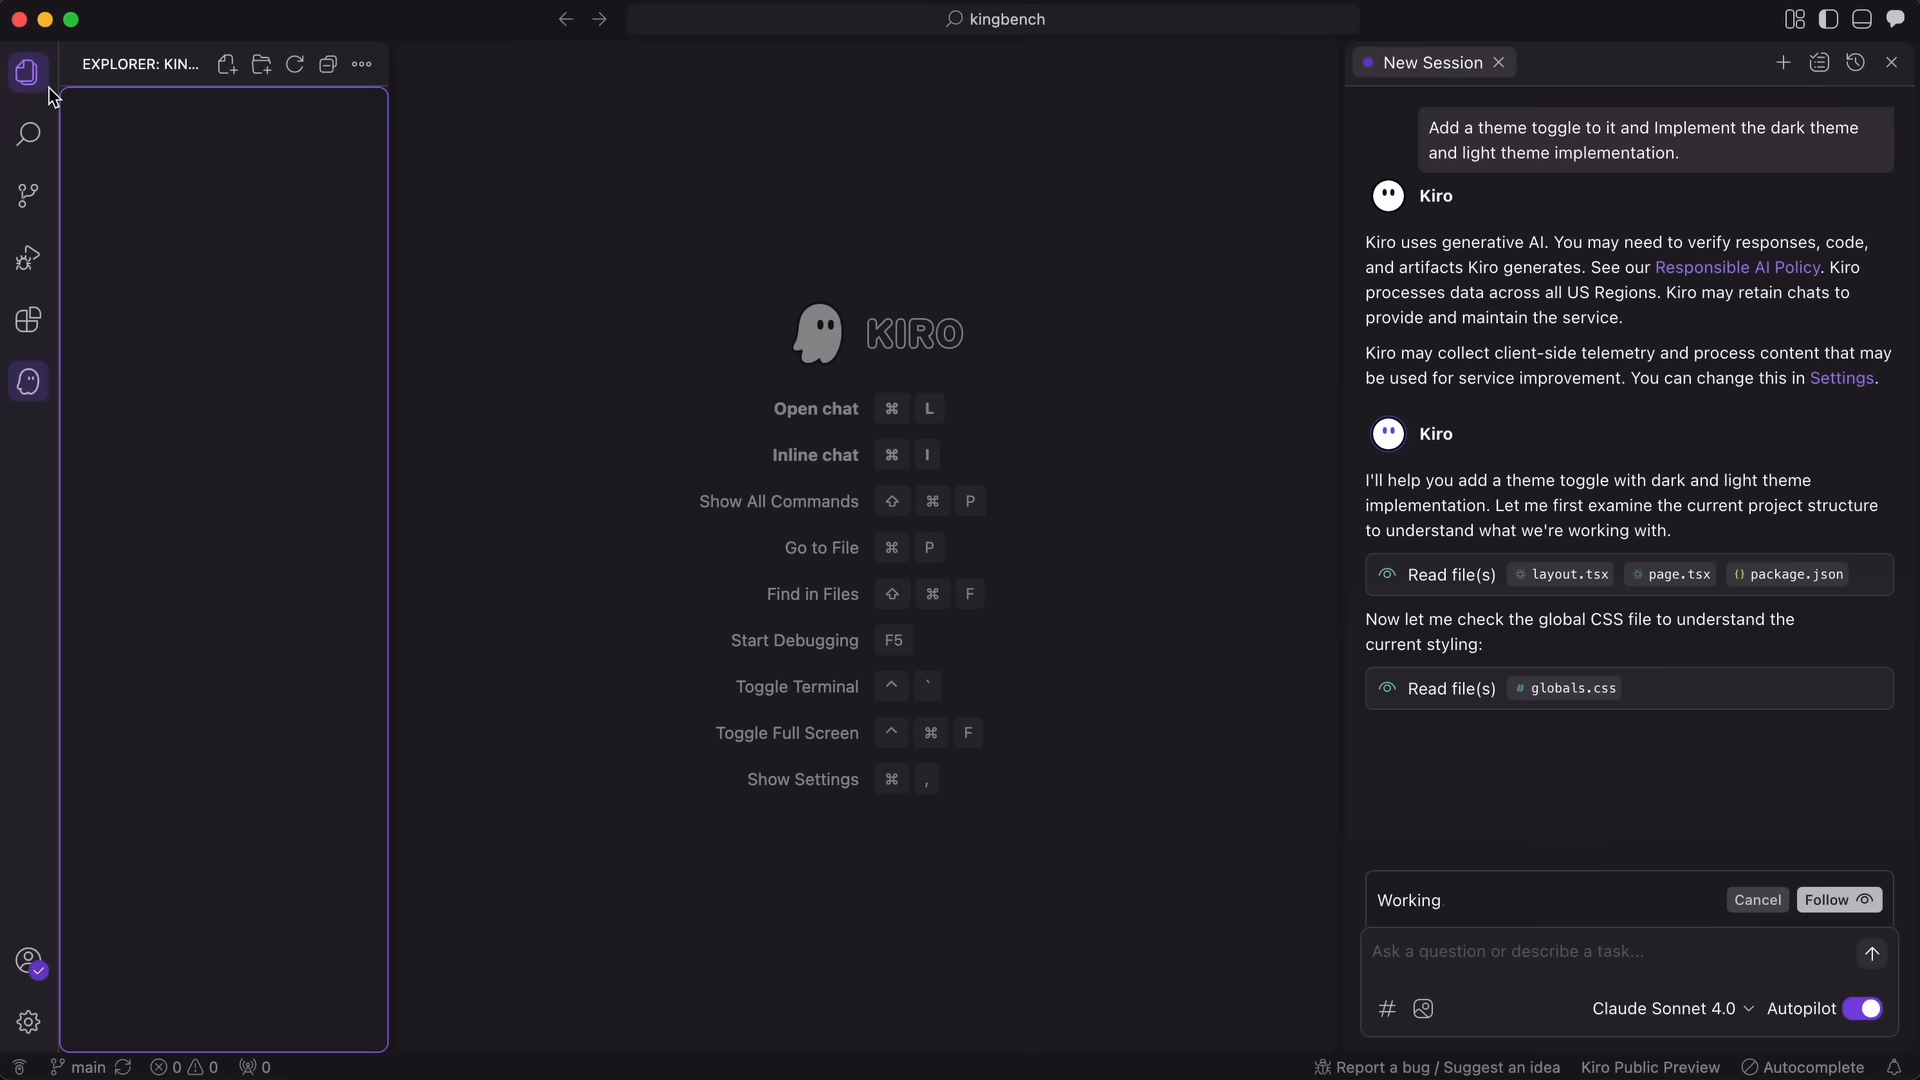 kingbench
EXPLORER: KIN...
KIRO
Open chat ⌘ L
Inline chat ⌘ I
Show All Commands ⇧ ⌘ P
Go to File ⌘ P
Find in Files ⇧ ⌘ F
Start Debugging F5
Toggle Terminal ^ `
Toggle Full Screen ^ ⌘ F
Show Settings ⌘ ,
New Session
Add a theme toggle to it and Implement the dark theme
and light theme implementation.
Kiro
Kiro uses generative AI. You may need to verify responses, code,
and artifacts Kiro generates. See our Responsible AI Policy. Kiro
processes data across all US Regions. Kiro may retain chats to
provide and maintain the service.
Kiro may collect client-side telemetry and process content that may
be used for service improvement. You can change this in Settings.
Kiro
I'll help you add a theme toggle with dark and light theme
implementation. Let me first examine the current project structure
to understand what we're working with.
Read file(s) layout.tsx page.tsx {} package.json
Now let me check the global CSS file to understand the
current styling:
Read file(s) # globals.css
Working.
Cancel
Follow
Ask a question or describe a task...
# Claude Sonnet 4.0 Autopilot
main 0 0 0
Report a bug / Suggest an idea Kiro Public Preview Autocomplete